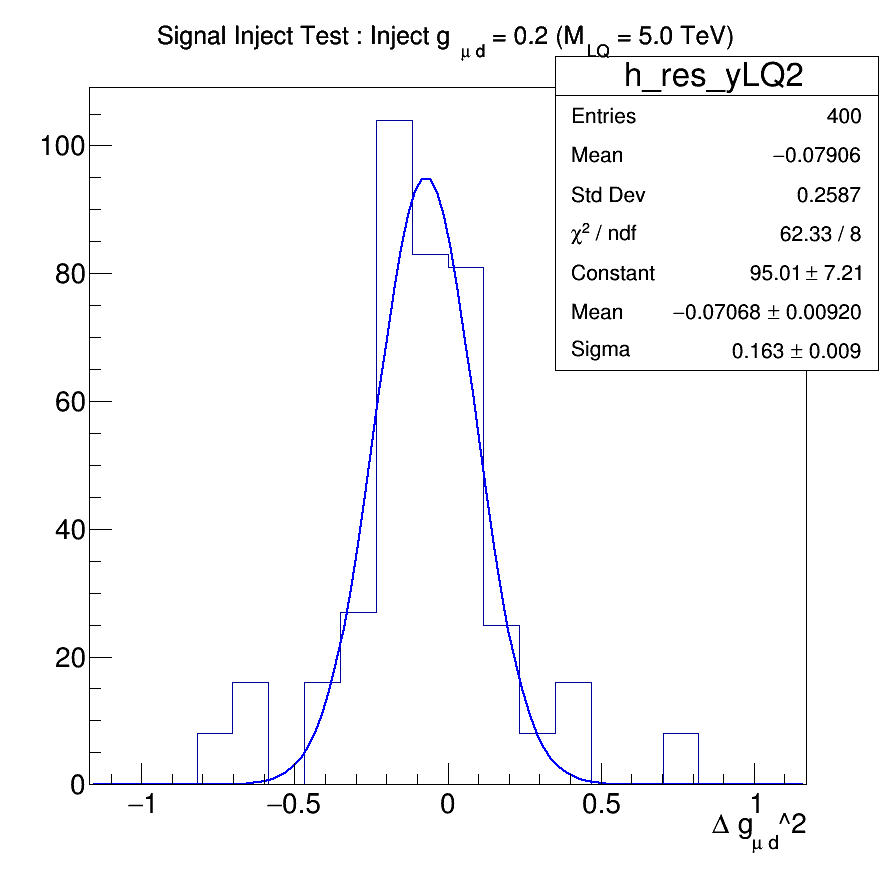 Signal Inject Test : Inject g μ d = 0.2 (M LQ = 5.0 TeV)
h_res_yLQ2
Entries 400
Mean −0.07906
Std Dev 0.2587
χ2 / ndf 62.33 / 8
Constant 95.01 ± 7.21
Mean −0.07068 ± 0.00920
Sigma 0.163 ± 0.009
100
80
60
40
20
0
−1 −0.5 0 0.5 1
Δ g μ d ^2